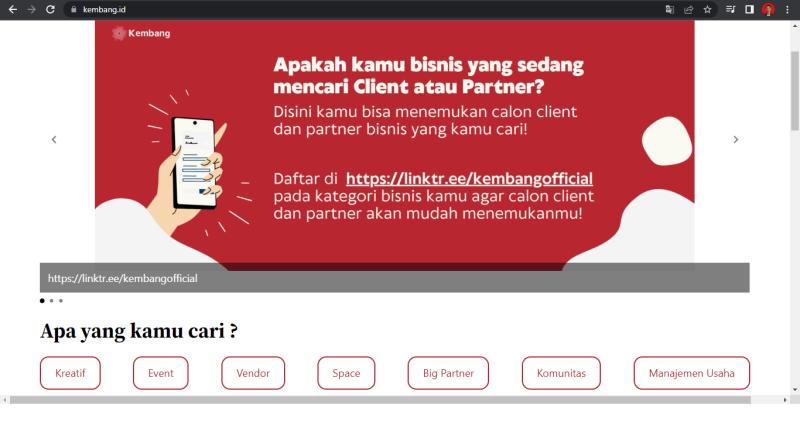 kembang.id
Kembang
Apakah kamu bisnis yang sedang
mencari Client atau Partner?
Disini kamu bisa menemukan calon client
dan partner bisnis yang kamu cari!
Daftar di https://linktr.ee/kembangofficial
pada kategori bisnis kamu agar calon client
dan partner akan mudah menemukanmu!
https://linktr.ee/kembangofficial
Apa yang kamu cari ?
Kreatif
Event
Vendor
Space
Big Partner
Komunitas
Manajemen Usaha